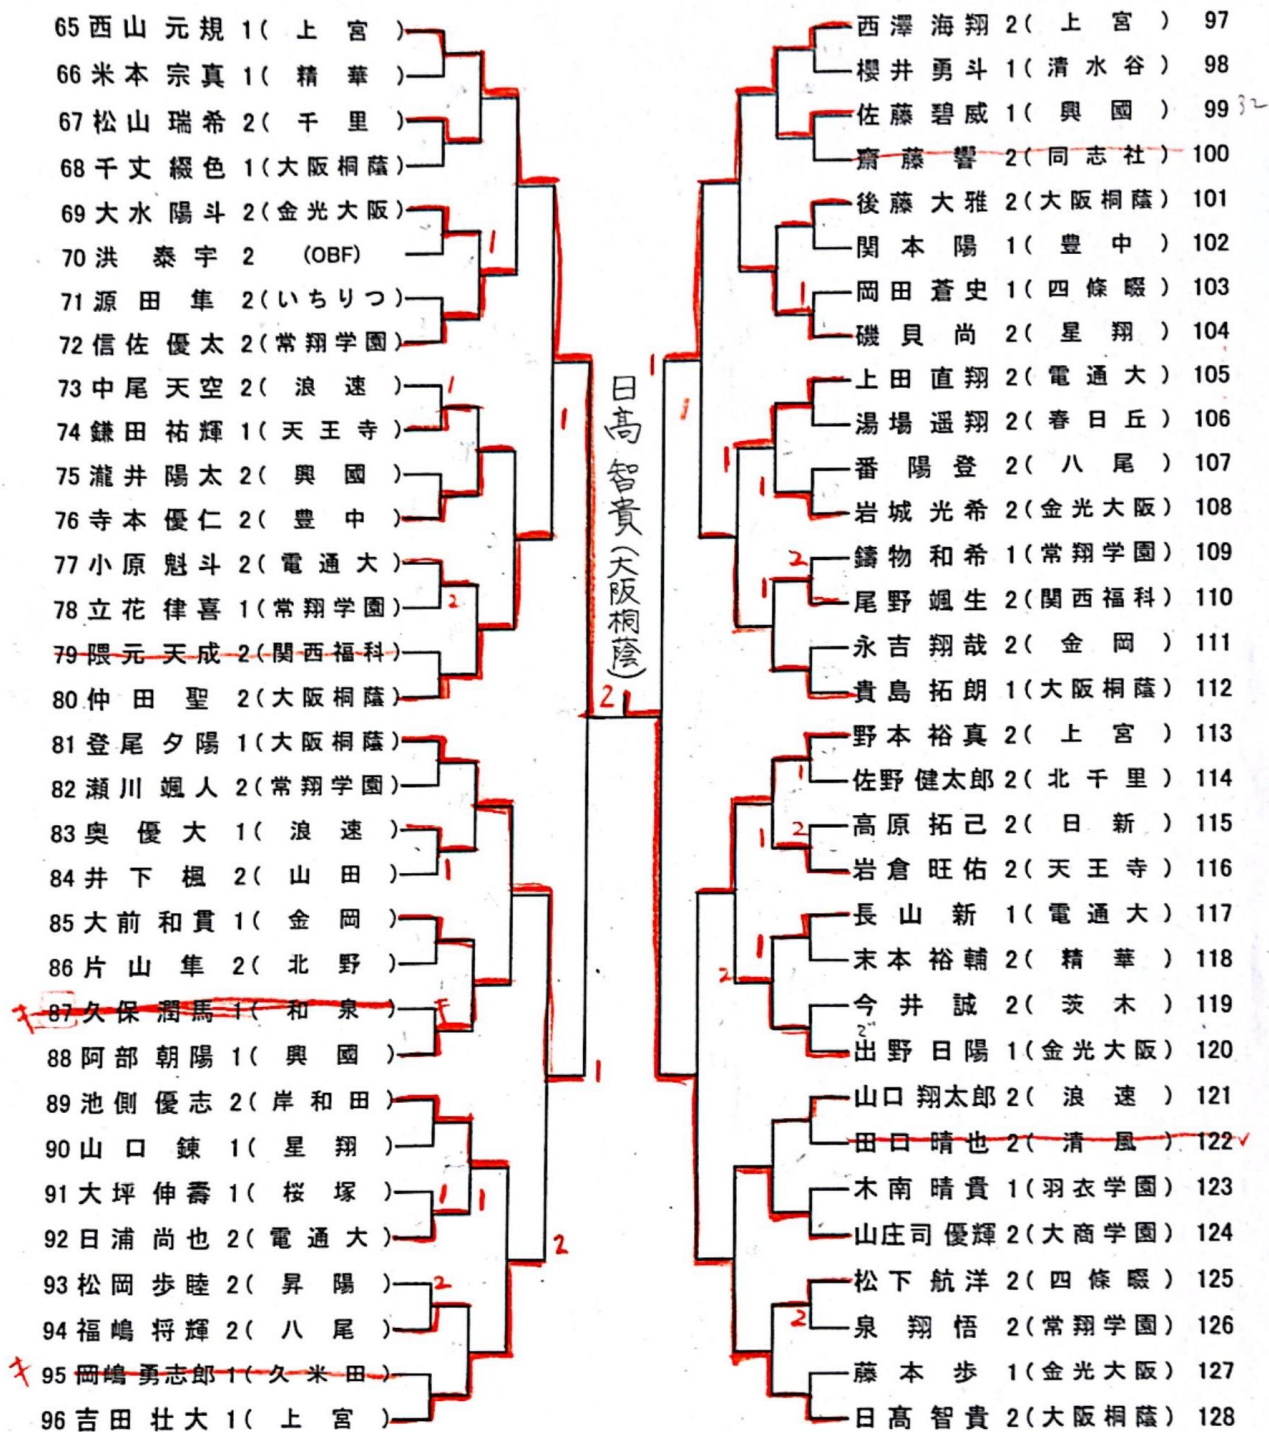 65 西山 元規 1( 上 宮 )
66 米本 宗真 1( 精 華 )
67 松山 瑞希 2( 千 里 )
68 千丈 綴色 1(大阪桐蔭)
69 大水 陽斗 2(金光大阪)
70 洪 泰宇 2 (OBF)
71 源田 隼 2(いちりつ)
72 信佐 優太 2(常翔学園)
73 中尾 天空 2( 浪 速 )
74 鎌田 祐輝 1( 天王寺 )
75 瀧井 陽太 2( 興 國 )
76 寺本 優仁 2( 豊 中 )
77 小原 魁斗 2( 電通大 )
78 立花 律喜 1(常翔学園)
79 隈元 天成 2(関西福科)
80 仲田 聖 2(大阪桐蔭)
81 登尾 夕陽 1(大阪桐蔭)
82 瀬川 颯人 2(常翔学園)
83 奥 優大 1( 浪 速 )
84 井下 楓 2( 山 田 )
85 大前 和貫 1( 金 岡 )
86 片山 隼 2( 北 野 )
87 久保 潤馬 1( 和 泉 )
88 阿部 朝陽 1( 興 國 )
89 池側 優志 2( 岸和田 )
90 山口 錬 1( 星 翔 )
91 大坪 伸壽 1( 桜 塚 )
92 日浦 尚也 2( 電通大 )
93 松岡 歩睦 2( 昇 陽 )
94 福嶋 将輝 2( 八 尾 )
95 岡嶋 勇志郎 1( 久米田 )
96 吉田 壮大 1( 上 宮 )
1
1
2
1
1
1
1
2
2
1
日髙 智貴(大阪桐蔭)
2
1
1
1
1
1
2
1
1
2
1
1
2
2
西澤 海翔 2( 上 宮 ) 97
櫻井 勇斗 1( 清水谷 ) 98
佐藤 碧威 1( 興 國 ) 99 32
齋藤 響 2( 同志社 ) 100
後藤 大雅 2(大阪桐蔭) 101
関本 陽 1( 豊 中 ) 102
岡田 蒼史 1( 四條畷 ) 103
磯貝 尚 2( 星 翔 ) 104
上田 直翔 2( 電通大 ) 105
湯場 遥翔 2( 春日丘 ) 106
番 陽登 2( 八 尾 ) 107
岩城 光希 2(金光大阪) 108
鑄物 和希 1(常翔学園) 109
尾野 颯生 2(関西福科) 110
永吉 翔哉 2( 金 岡 ) 111
貴島 拓朗 1(大阪桐蔭) 112
野本 裕真 2( 上 宮 ) 113
佐野 健太郎 2( 北千里 ) 114
高原 拓己 2( 日 新 ) 115
岩倉 旺佑 2( 天王寺 ) 116
長山 新 1( 電通大 ) 117
末本 裕輔 2( 精 華 ) 118
今井 誠 2( 茨 木 ) 119
で
出野 日陽 1(金光大阪) 120
山口 翔太郎 2( 浪 速 ) 121
田口 晴也 2( 清 風 ) 122
木南 晴貴 1(羽衣学園) 123
山庄司 優輝 2(大商学園) 124
松下 航洋 2( 四條畷 ) 125
泉 翔悟 2(常翔学園) 126
藤本 歩 1(金光大阪) 127
日髙 智貴 2(大阪桐蔭) 128